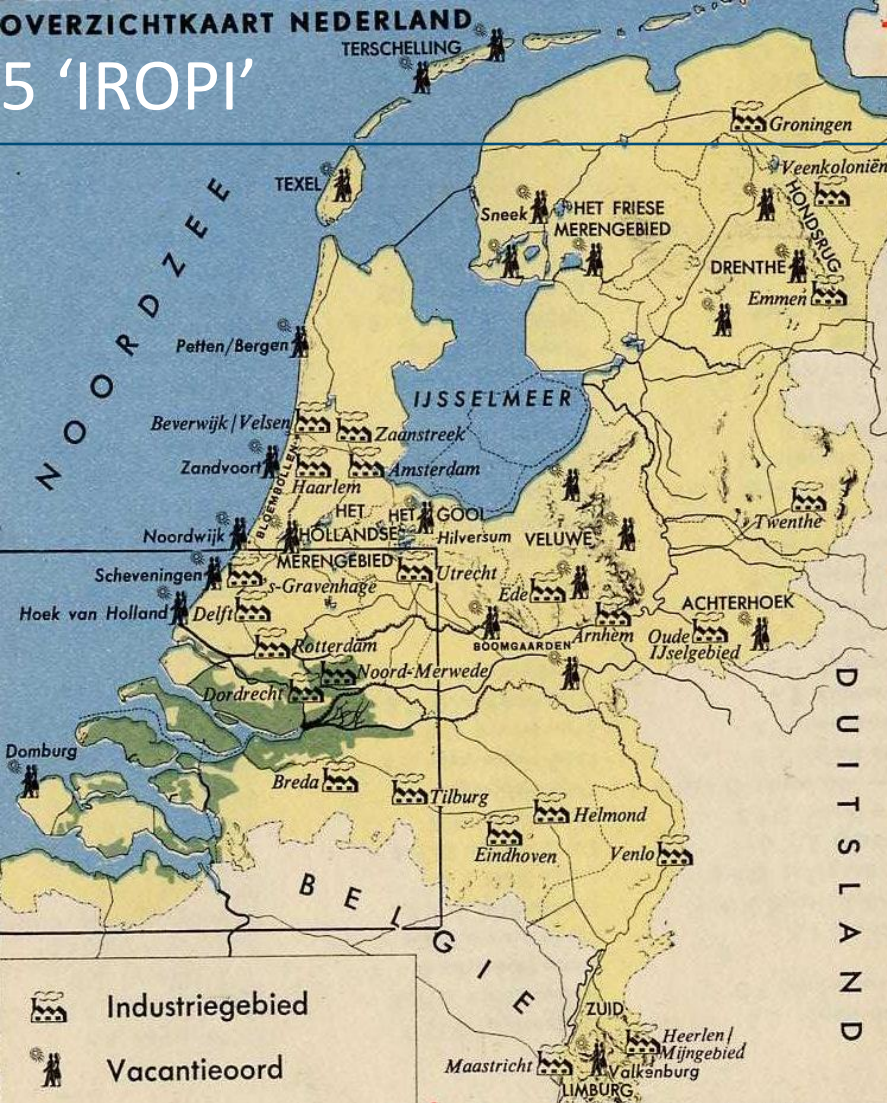 OVERZICHTKAART NEDERLAND
TERSCHELLING
5 ‘IROPI’
Groningen
Veenkoloniën
TEXEL
HONDSRUG
Sneek
HET FRIESE
MERENGEBIED
NOORDZEE
DRENTHE
Emmen
Petten/Bergen
IJSSELMEER
Beverwijk/Velsen
Zaanstreek
Zandvoort
Amsterdam
Haarlem
BLOEMBOLLEN
HET
HOLLANDSE
MERENGEBIED
HET GOOI
Hilversum
Twenthe
Noordwijk
VELUWE
Scheveningen
s-Gravenhage
Utrecht
Ede
Hoek van Holland
Delft
ACHTERHOEK
Arnhem
Oude
IJselgebied
Rotterdam
BOOMGAARDEN
Noord-Merwede
Dordrecht
DUITSLAND
Domburg
Breda
Tilburg
Helmond
Eindhoven
Venlo
BELGIE
Industriegebied
Vacantieoord
ZUID
LIMBURG
Heerlen/
Mijngebied
Maastricht
Valkenburg